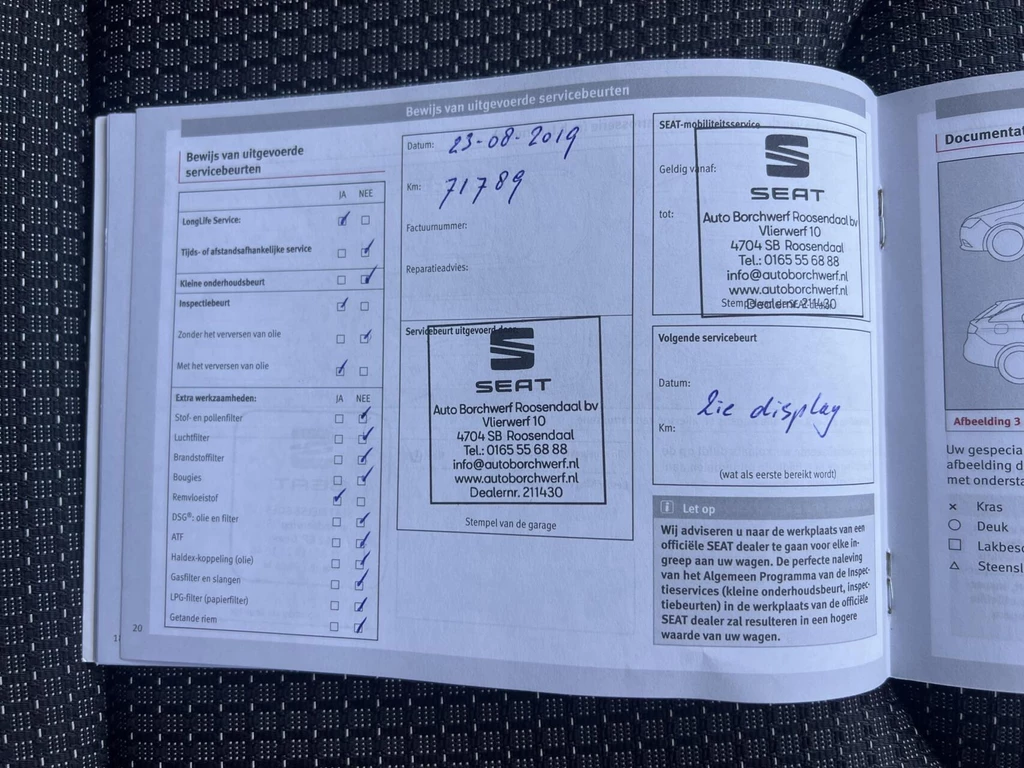 Bewijs van uitgevoerde servicebeurten
Bewijs van uitgevoerde
servicebeurten
JA NEE
LongLife Service:
Tijds- of afstandsafhankelijke service
Kleine onderhoudsbeurt
Inspectiebeurt
Zonder het verversen van olie
Met het verversen van olie
Extra werkzaamheden: JA NEE
Stof- en pollenfilter
Luchtfilter
Brandstoffilter
Bougies
Remvloeistof
DSG®: olie en filter
ATF
Haldex-koppeling (olie)
Gasfilter en slangen
LPG-filter (papierfilter)
Getande riem
20
Datum: 23-08-2019
Km: 71789
Factuurnummer:
Reparatieadvies:
Servicebeurt uitgevoerd door
SEAT
Auto Borchwerf Roosendaal bv
Vlierwerf 10
4704 SB Roosendaal
Tel.: 0165 55 68 88
info@autoborchwerf.nl
www.autoborchwerf.nl
Dealernr. 211430
Stempel van de garage
SEAT-mobiliteitsservice
Geldig vanaf:
tot:
SEAT
Auto Borchwerf Roosendaal bv
Vlierwerf 10
4704 SB Roosendaal
Tel.: 0165 55 68 88
info@autoborchwerf.nl
www.autoborchwerf.nl
Dealernr. 211430
Volgende servicebeurt
Datum:
Zie display
Km:
(wat als eerste bereikt wordt)
i Let op
Wij adviseren u naar de werkplaats van een
officiële SEAT dealer te gaan voor elke in-
greep aan uw wagen. De perfecte naleving
van het Algemeen Programma van de Inspec-
tieservices (kleine onderhoudsbeurt, inspec-
tiebeurten) in de werkplaats van de officiële
SEAT dealer zal resulteren in een hogere
waarde van uw wagen.
Documentat
Afbeelding 3
Uw gespecia
afbeelding d
met onderst
× Kras
Deuk
Lakbesc
Steensl